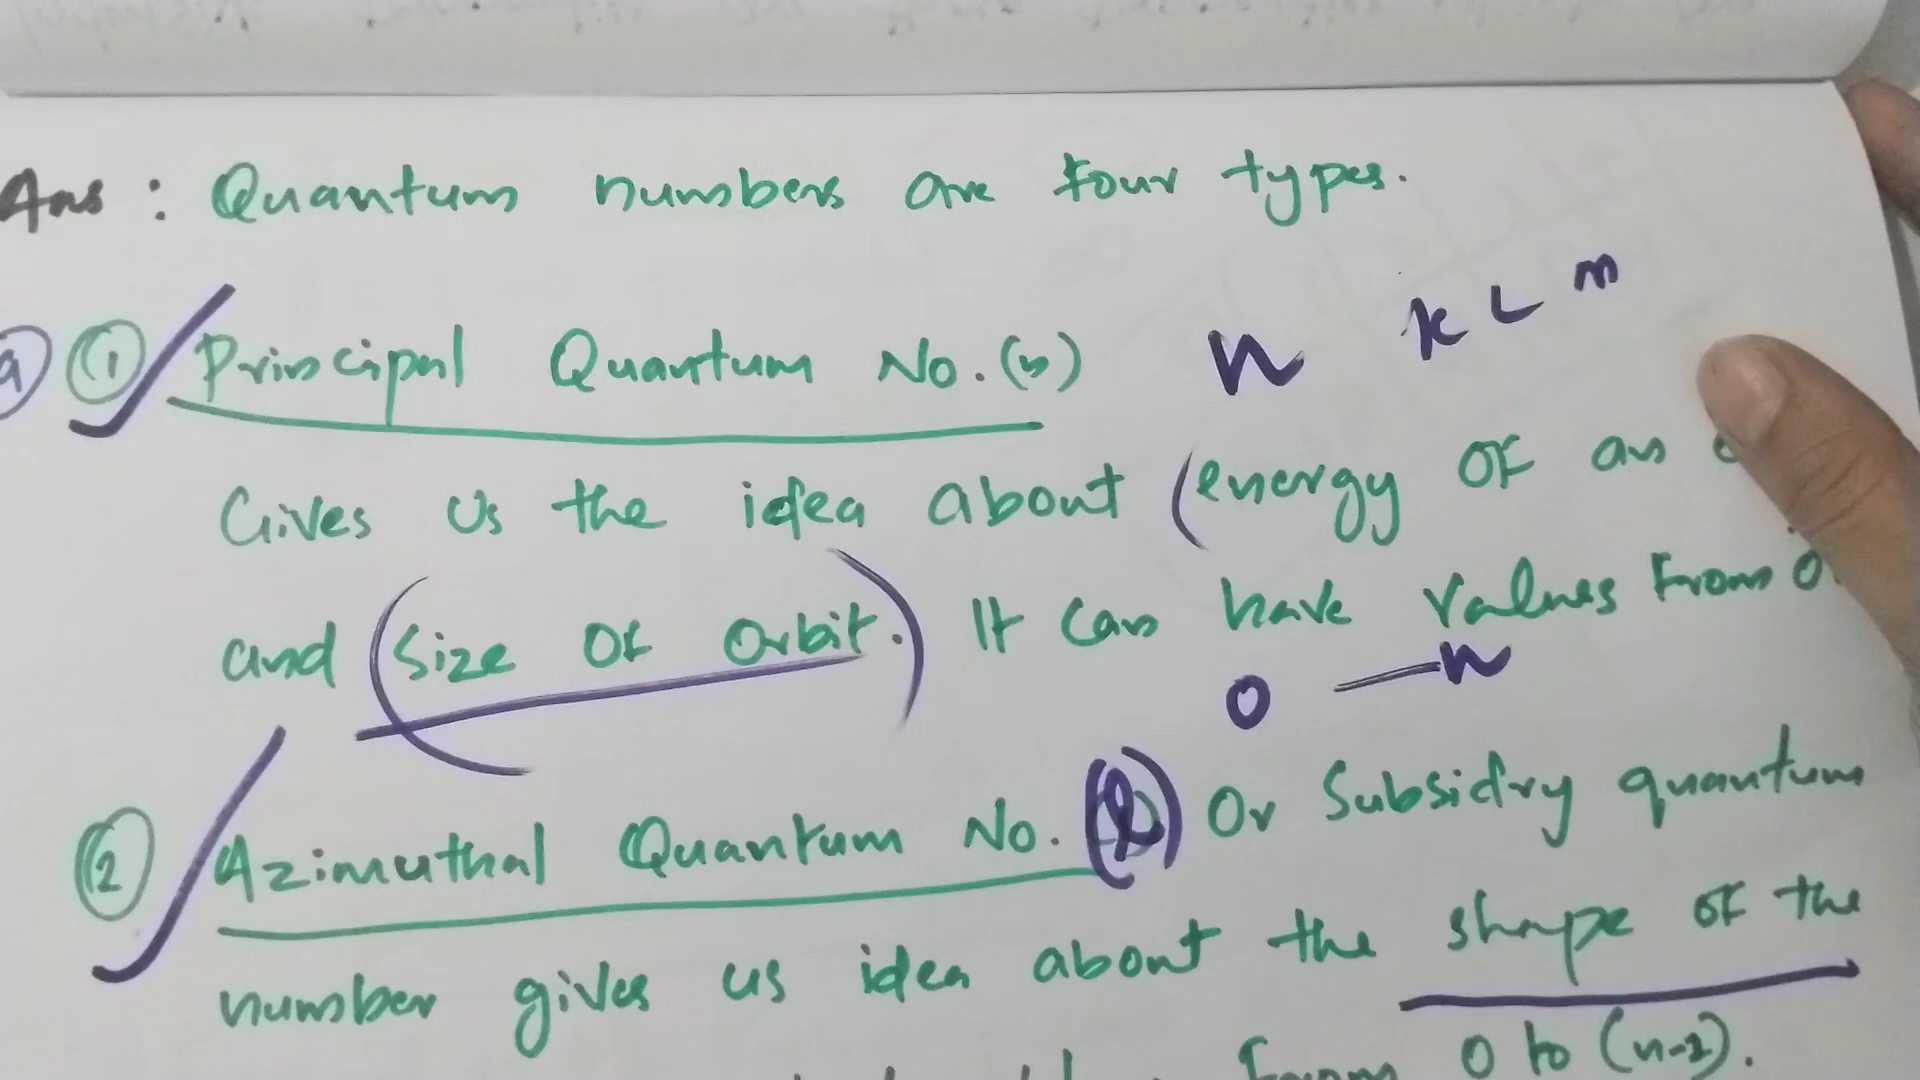 Ans : Quantum numbers are four types.
n K L m
a 1 Principal Quantum No. (n)
Gives us the idea about (energy of an
and (size of orbit.) It can have values from
0 — n
2 Azimuthal Quantum No. (l) Or Subsidry quantum
number gives us idea about the shape of the
from 0 to (n-1).